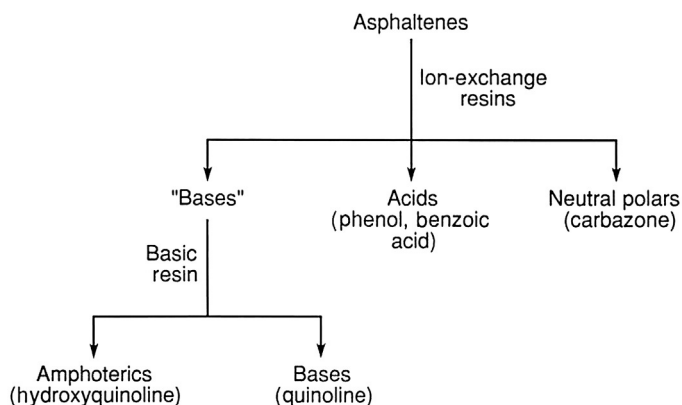 Asphaltenes
Ion-exchange
resins
"Bases"
Acids
(phenol, benzoic
acid)
Neutral polars
(carbazone)
Basic
resin
Amphoterics
(hydroxyquinoline)
Bases
(quinoline)